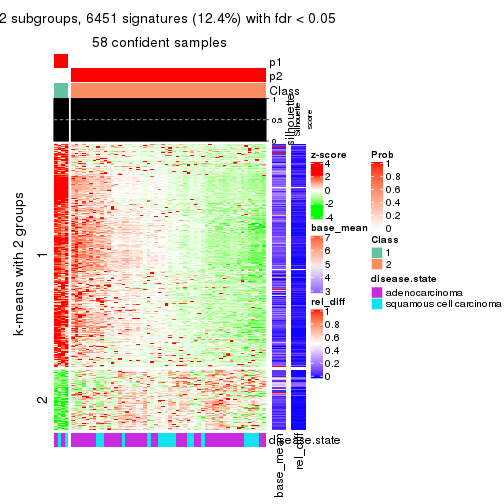 2 subgroups, 6451 signatures (12.4%) with fdr < 0.05
58 confident samples
p1
p2
Class
1
0.5
0
silhouette
Silhouette
score
k-means with 2 groups
1
2
disease.state
base_mean
rel_diff
z-score
4
2
0
-2
-4
base_mean
7
6
5
4
3
rel_diff
1
0.8
0.6
0.4
0.2
0
Prob
1
0.8
0.6
0.4
0.2
0
Class
1
2
disease.state
adenocarcinoma
squamous cell carcinoma